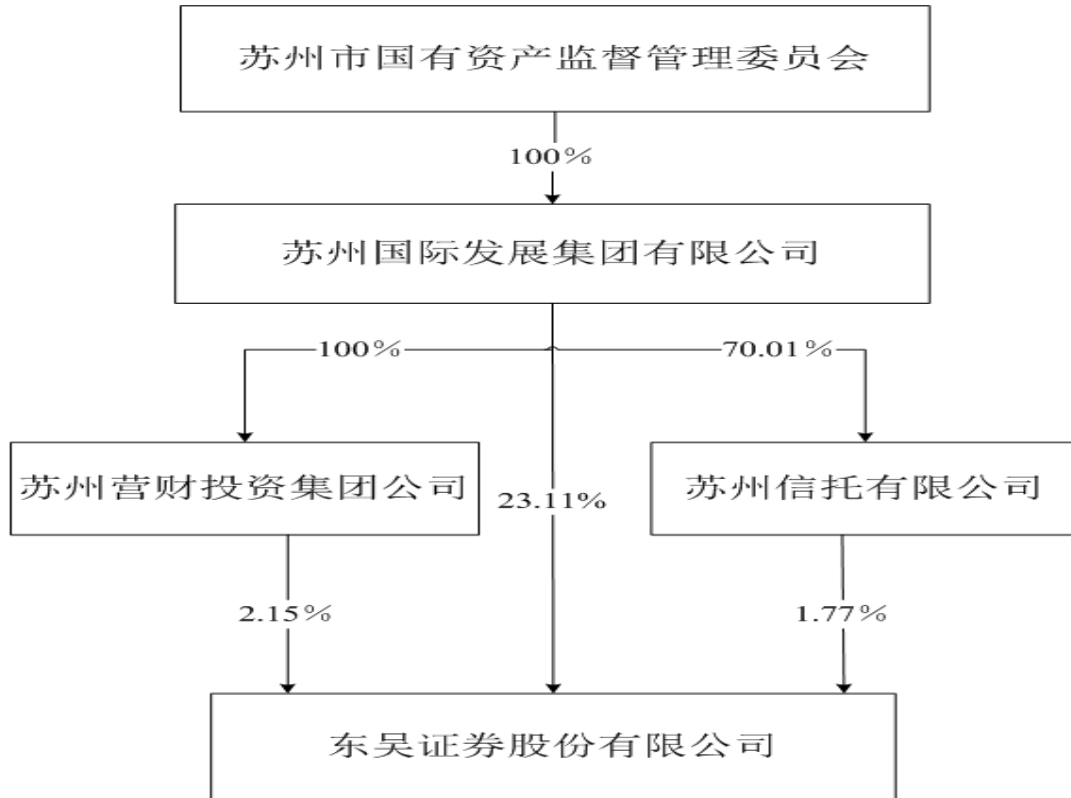 苏州市国有资产监督管理委员会
100%
苏州国际发展集团有限公司
100%
70.01%
苏州营财投资集团公司
23.11%
苏州信托有限公司
2.15%
1.77%
东吴证券股份有限公司